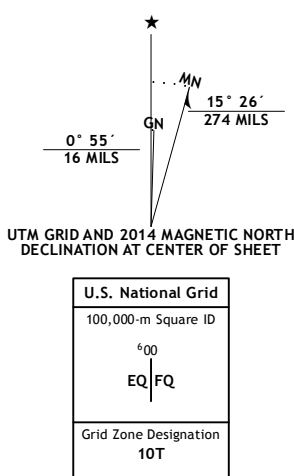 MN
GN
15° 26´
274 MILS
0° 55´
16 MILS
UTM GRID AND 2014 MAGNETIC NORTH
DECLINATION AT CENTER OF SHEET
U.S. National Grid
100,000-m Square ID
⁶00
EQ FQ
Grid Zone Designation
10T